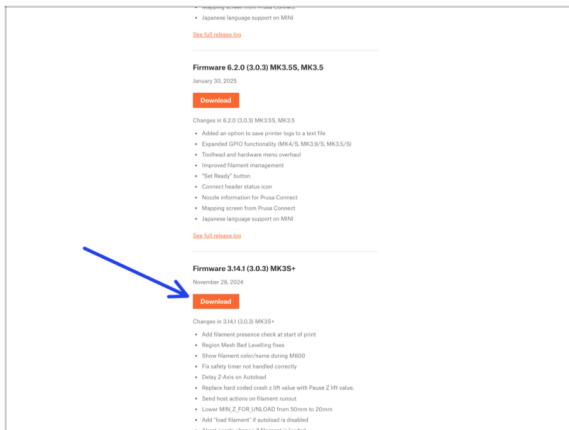 • Mapping screen from Prusa Connect
• Japanese language support on MINI
See full release log
Firmware 6.2.0 (3.0.3) MK3.5S, MK3.5
January 30, 2025
Download
Changes in 6.2.0 (3.0.3) MK3.5S, MK3.5
• Added an option to save printer logs to a text file
• Expanded GPIO functionality (MK4/S, MK3.9/S, MK3.5/S)
• Toolhead and hardware menu overhaul
• Improved filament management
• "Set Ready" button
• Connect header status icon
• Nozzle information for Prusa Connect
• Mapping screen from Prusa Connect
• Japanese language support on MINI
See full release log
Firmware 3.14.1 (3.0.3) MK3S+
November 28, 2024
Download
Changes in 3.14.1 (3.0.3) MK3S+
• Add filament presence check at start of print
• Region Mesh Bed Levelling fixes
• Show filament color/name during M600
• Fix safety timer not handled correctly
• Delay Z-Axis on Autoload
• Replace hard coded crash z lift value with Pause Z lift value.
• Send host actions on filament runout
• Lower MIN_Z_FOR_UNLOAD from 50mm to 20mm
• Add "load filament" if autoload is disabled